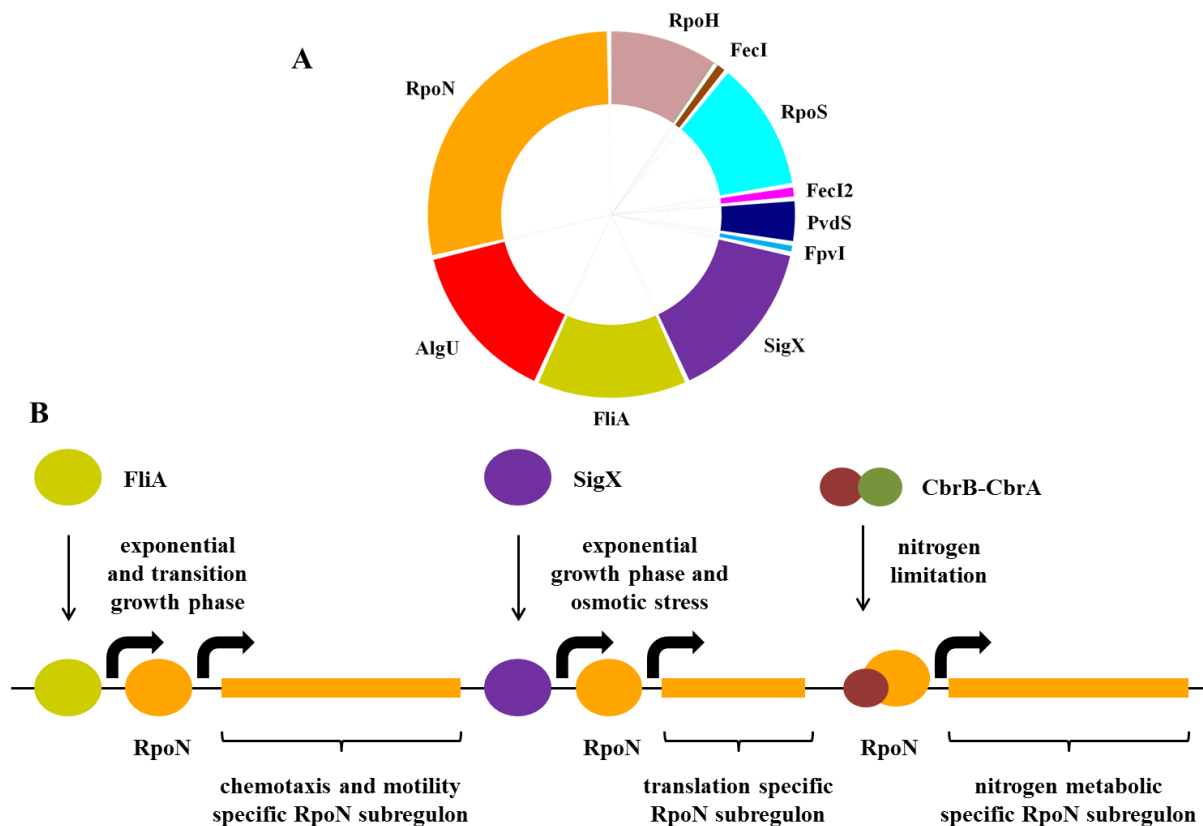 A
RpoH
FecI
RpoN
RpoS
FecI2
PvdS
FpvI
AlgU
SigX
FliA
B
FliA
SigX
CbrB-CbrA
exponential
and transition
growth phase
exponential
growth phase and
osmotic stress
nitrogen
limitation
RpoN
RpoN
RpoN
chemotaxis and motility
specific RpoN subregulon
translation specific
RpoN subregulon
nitrogen metabolic
specific RpoN subregulon